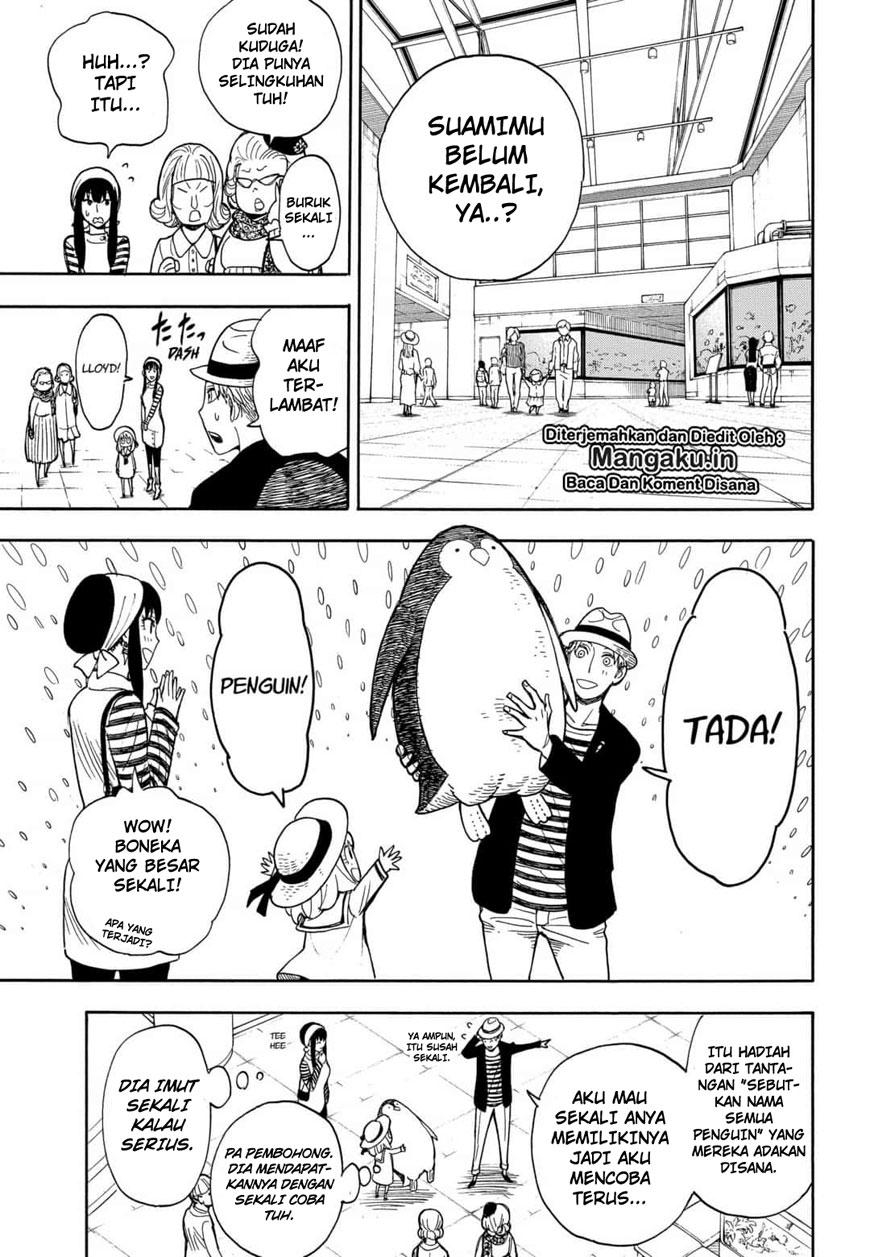 SUAMIMU
BELUM
KEMBALI,
YA..?
Diterjemahkan dan Diedit Oleh :
Mangaku.in
Baca Dan Koment Disana
SUDAH
KUDUGA!
DIA PUNYA
SELINGKUHAN
TUH!
HUH...?
TAPI
ITU...
BURUK
SEKALI
...
MAAF
AKU
TER-
LAMBAT!
たたっ
DASH
LLOYD!
TADA!
PENGUIN!
WOW!
BONEKA
YANG BESAR
SEKALI!
APA YANG
TERJADI?
ITU HADIAH
DARI TANTA-
NGAN "SEBUT-
KAN NAMA
SEMUA
PENGUIN" YANG
MEREKA ADAKAN
DISANA.
AKU MAU
SEKALI ANYA
MEMILIKINYA
JADI AKU
MENCOBA
TERUS...
YA AMPUN,
ITU SUSAH
SEKALI.
TEE
HEE
PA PEMBOHONG.
DIA MENDAPAT-
KANNYA DENGAN
SEKALI COBA
TUH.
DIA IMUT
SEKALI
KALAU
SERIUS.